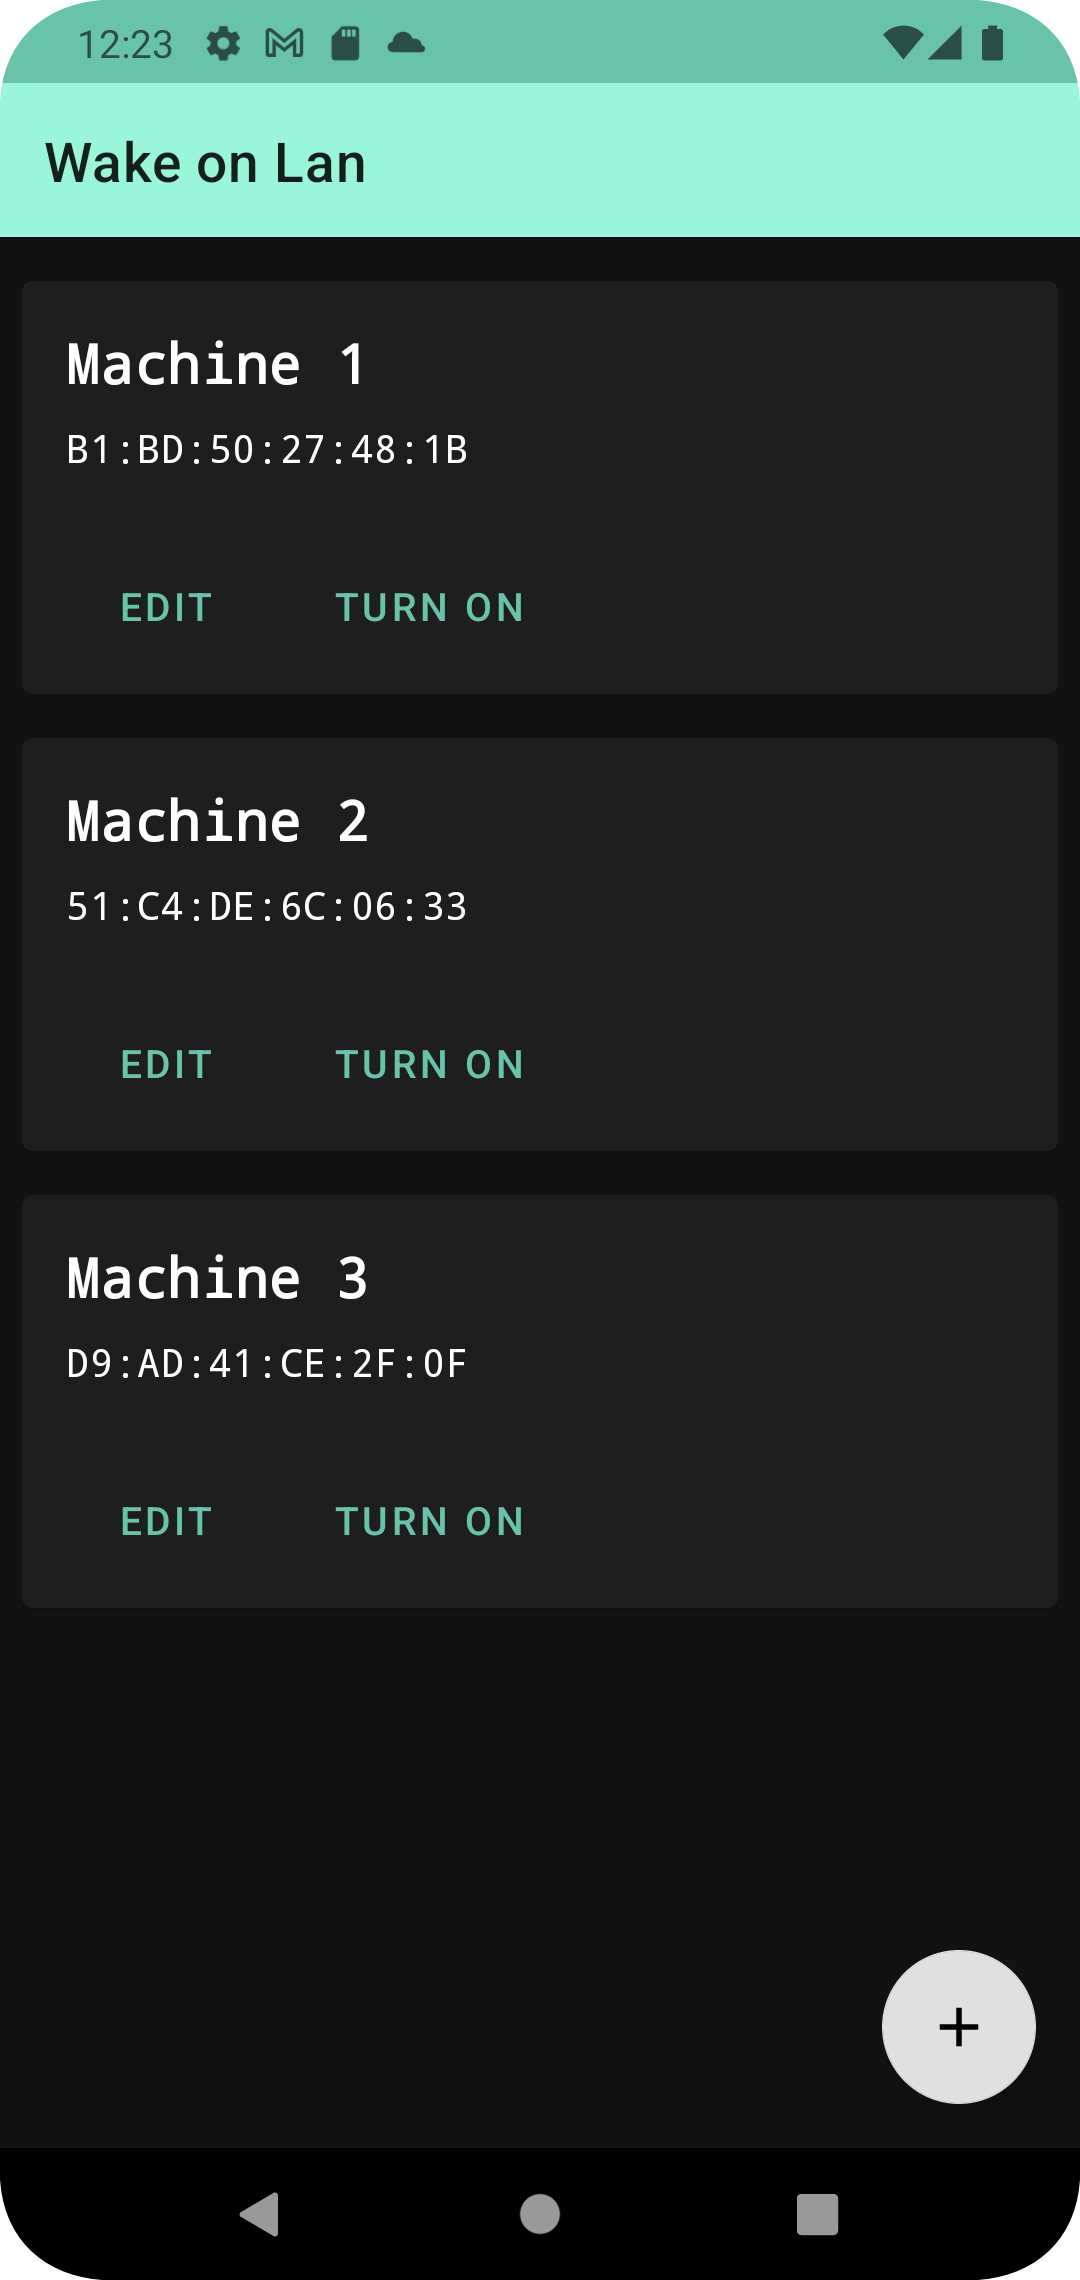 12:23
Wake on Lan
Machine 1
B1:BD:50:27:48:1B
EDIT TURN ON
Machine 2
51:C4:DE:6C:06:33
EDIT TURN ON
Machine 3
D9:AD:41:CE:2F:0F
EDIT TURN ON
+